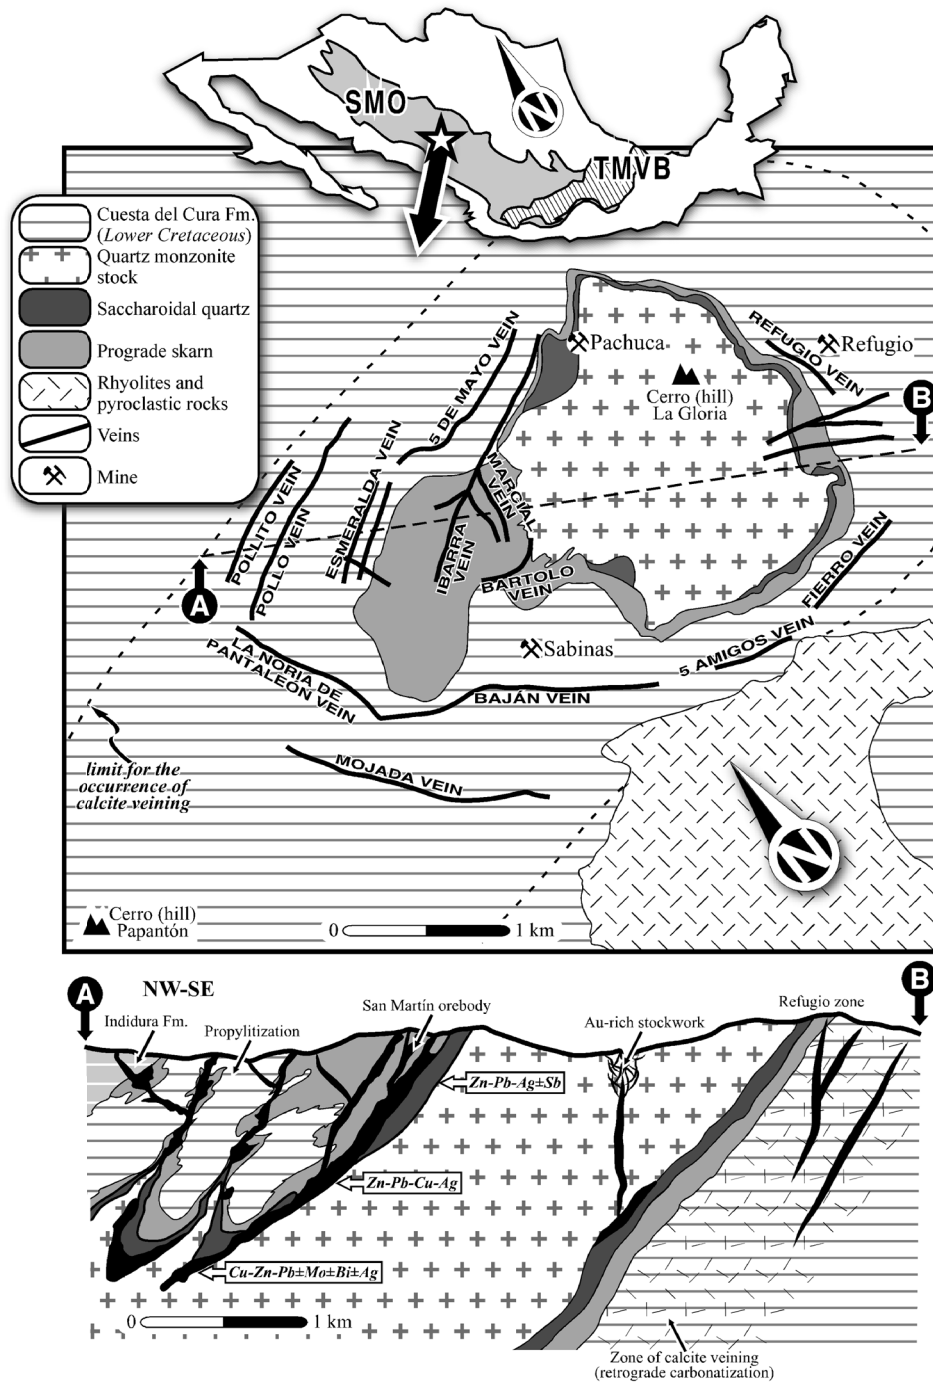 SMO
N
TMVB
Cuesta del Cura Fm.
(Lower Cretaceous)
Quartz monzonite
stock
Saccharoidal quartz
Prograde skarn
Rhyolites and
pyroclastic rocks
Veins
Mine
5 DE MAYO VEIN
Pachuca
REFUGIO VEIN
Refugio
Cerro (hill)
La Gloria
B
POLLITO VEIN
POLLO VEIN
ESMERALDA VEIN
MARCIAL
VEIN
IBARRA
VEIN
BARTOLO
VEIN
FIERRO VEIN
A
LA NORIA DE
PANTALEÓN VEIN
Sabinas
5 AMIGOS VEIN
BAJÁN VEIN
MOJADA VEIN
limit for the
occurrence of
calcite veining
N
Cerro (hill)
Papantón
0 1 km
A
NW-SE
B
Indidura Fm.
Propylitization
San Martín orebody
Au-rich stockwork
Refugio zone
Zn-Pb-Ag±Sb
Zn-Pb-Cu-Ag
Cu-Zn-Pb±Mo±Bi±Ag
0 1 km
Zone of calcite veining
(retrograde carbonatization)